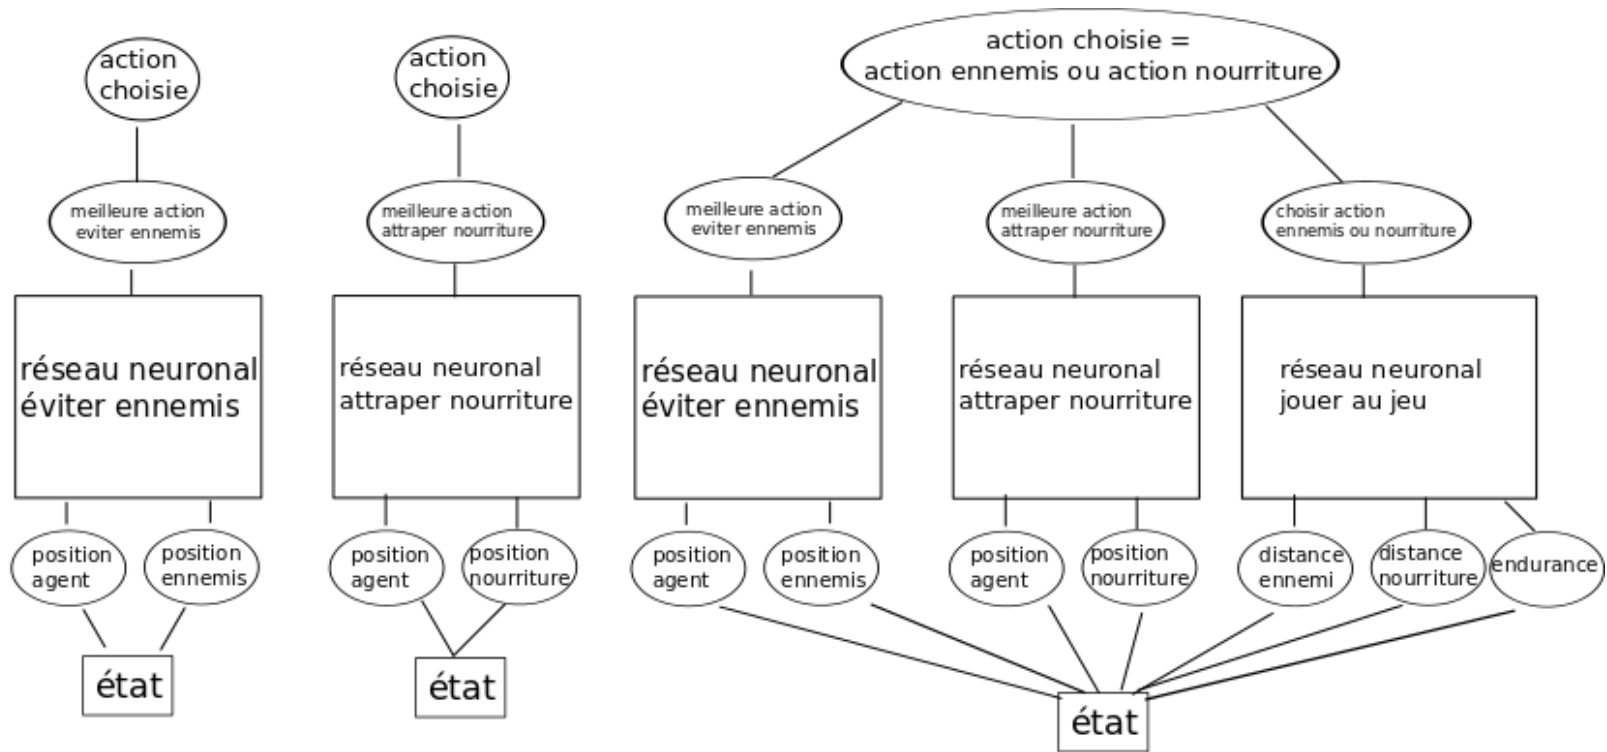 action
choisie
meilleure action
eviter ennemis
réseau neuronal
éviter ennemis
position
agent
position
ennemis
état
action
choisie
meilleure action
attraper nourriture
réseau neuronal
attraper nourriture
position
agent
position
nourriture
état
action choisie =
action ennemis ou action nourriture
meilleure action
eviter ennemis
meilleure action
attraper nourriture
choisir action
ennemis ou nourriture
réseau neuronal
éviter ennemis
réseau neuronal
attraper nourriture
réseau neuronal
jouer au jeu
position
agent
position
ennemis
position
agent
position
nourriture
distance
ennemi
distance
nourriture
endurance
état